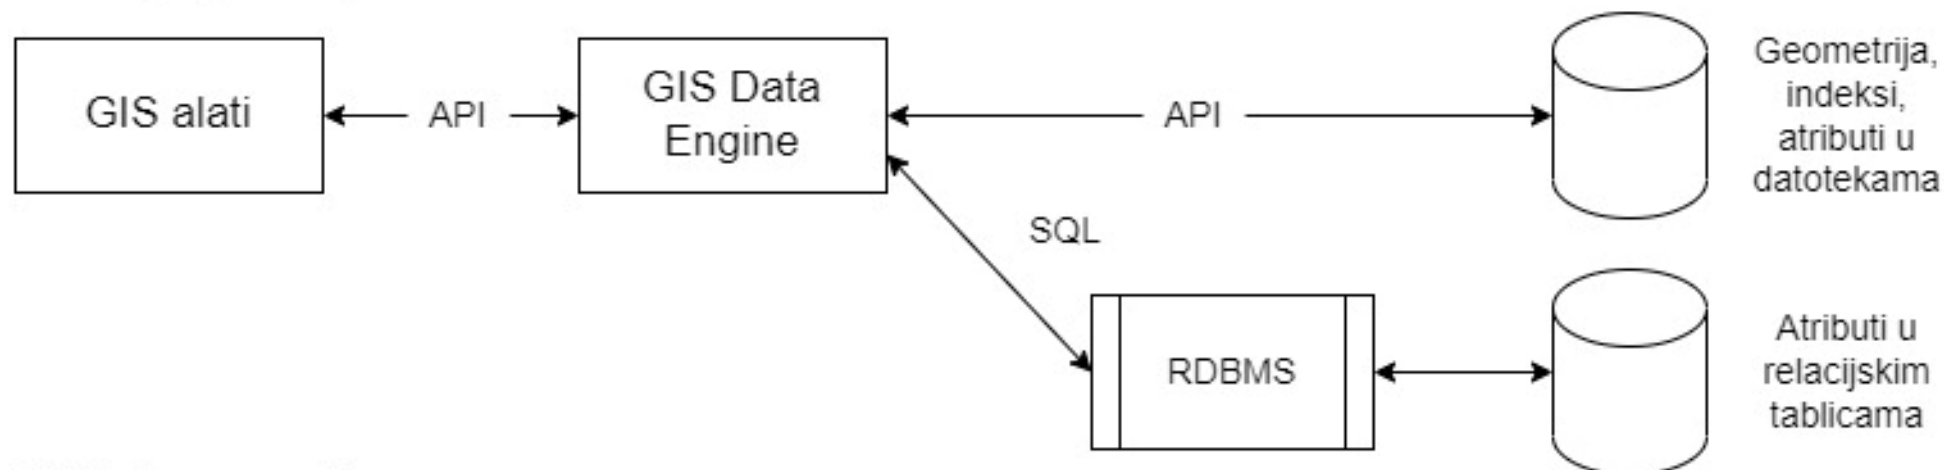 GIS alati
API
GIS Data
Engine
API
Geometrija,
indeksi,
atributi u
datotekama
SQL
RDBMS
Atributi u
relacijskim
tablicama